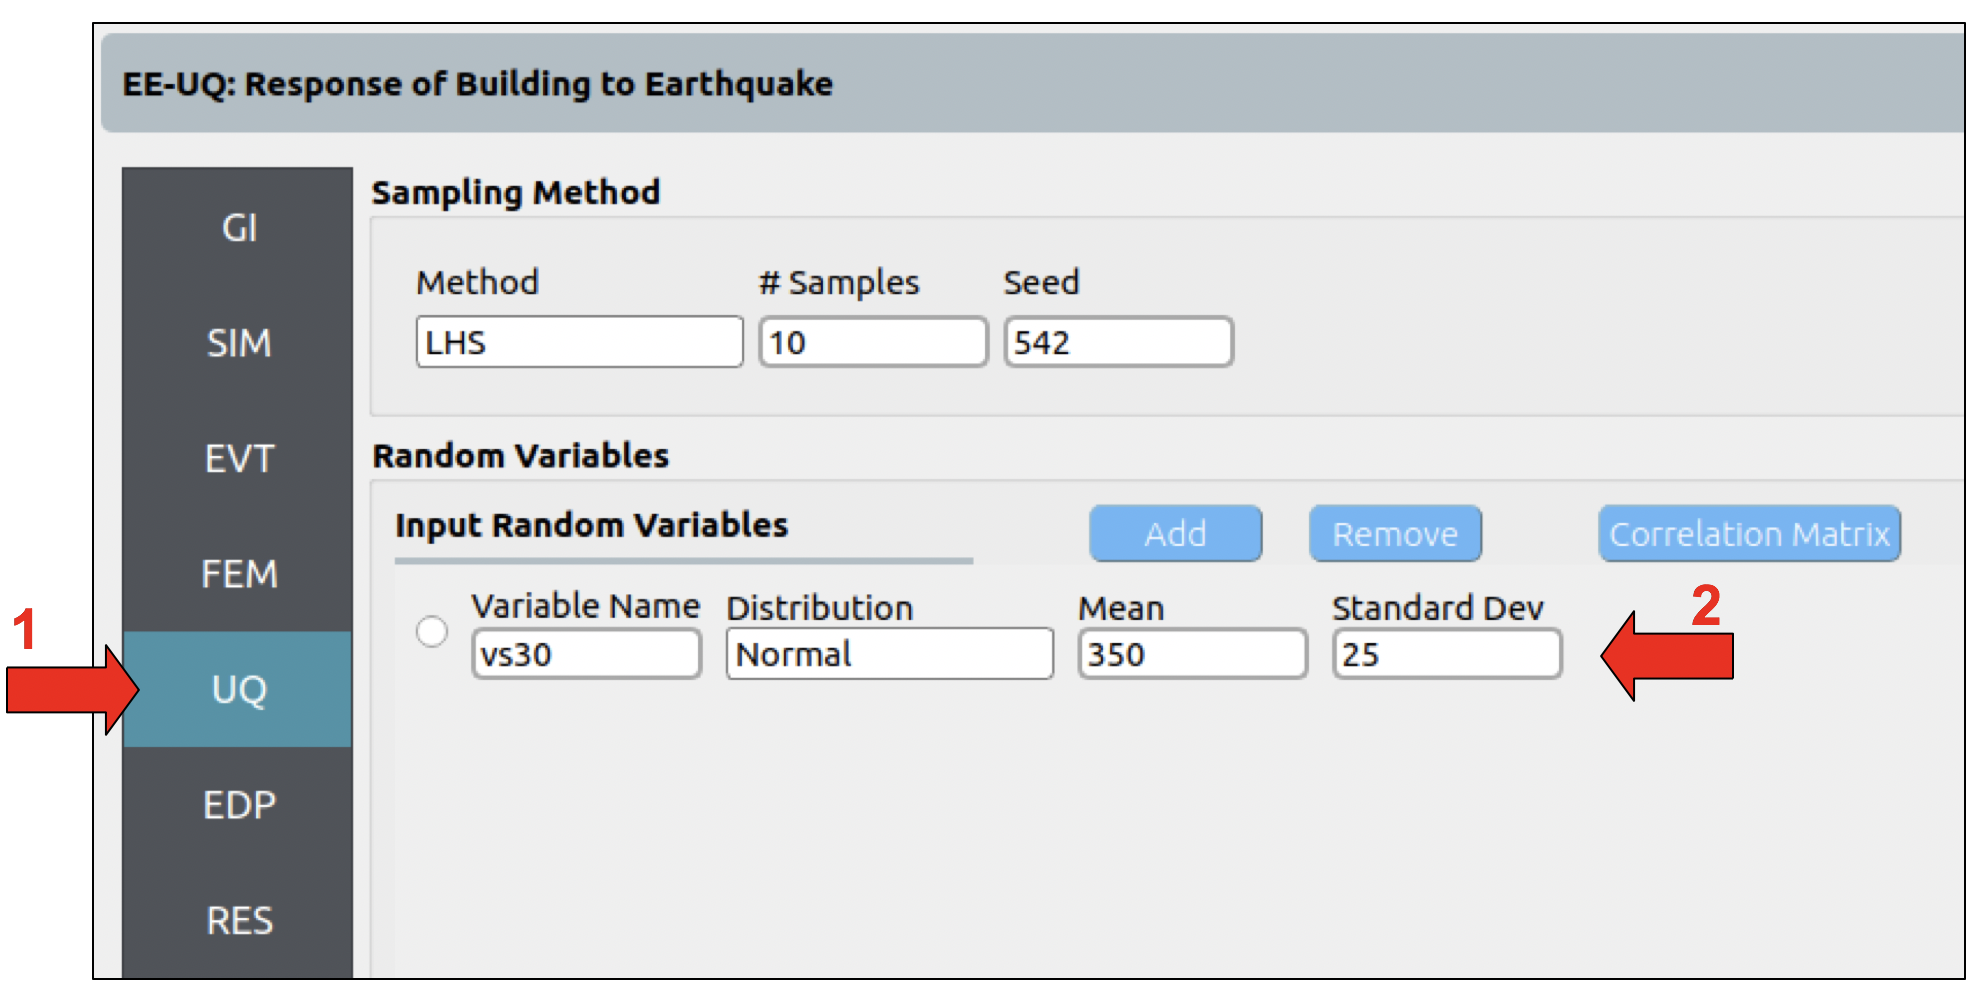 EE-UQ: Response of Building to Earthquake
GI
SIM
EVT
FEM
UQ
EDP
RES
Sampling Method
Method # Samples Seed
LHS 10 542
Random Variables
Input Random Variables Add Remove Correlation Matrix
Variable Name Distribution Mean Standard Dev
vs30 Normal 350 25
1
2